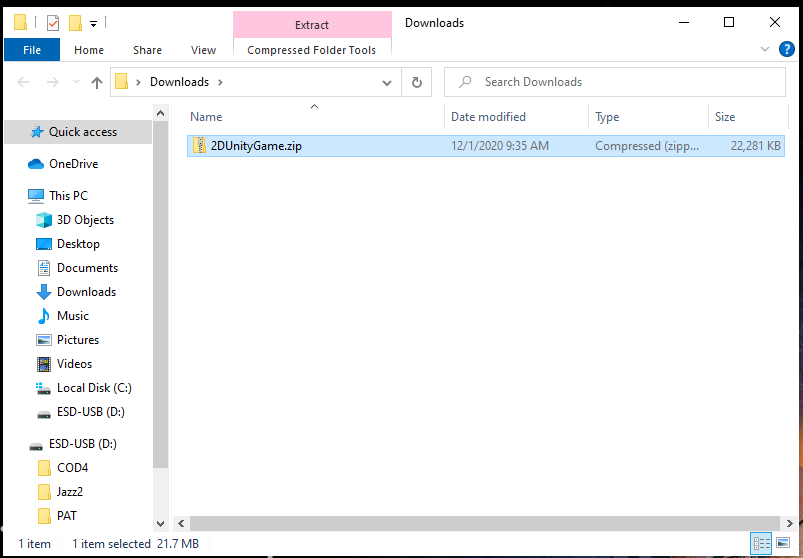 Extract
Downloads
File
Home
Share
View
Compressed Folder Tools
Downloads
Search Downloads
Name
Date modified
Type
Size
2DUnityGame.zip
12/1/2020 9:35 AM
Compressed (zipp...
22,281 KB
Quick access
OneDrive
This PC
3D Objects
Desktop
Documents
Downloads
Music
Pictures
Videos
Local Disk (C:)
ESD-USB (D:)
ESD-USB (D:)
COD4
Jazz2
PAT
1 item
1 item selected 21.7 MB